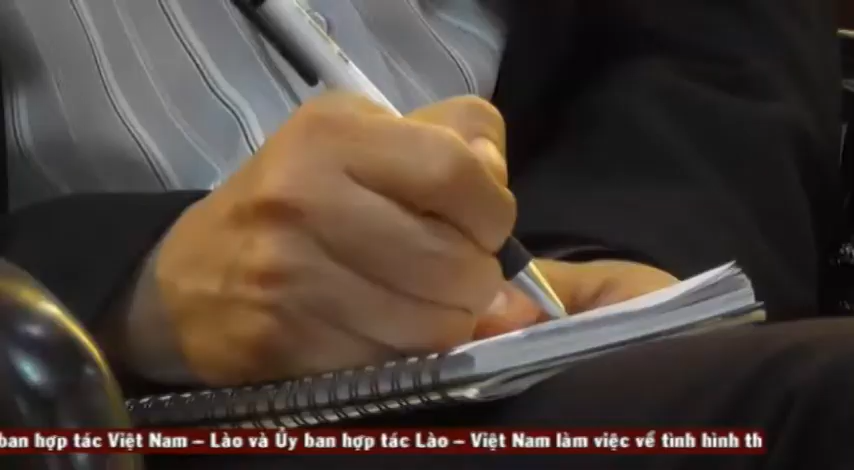 ban hợp tác Việt Nam – Lào và Ủy ban hợp tác Lào – Việt Nam làm việc về tình hình th